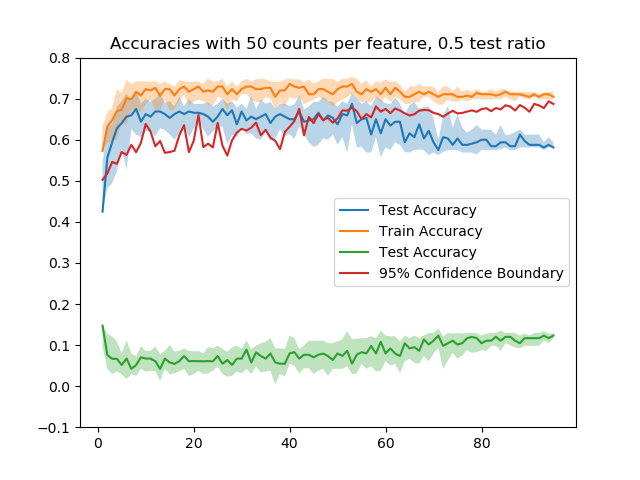 Accuracies with 50 counts per feature, 0.5 test ratio
0.8
0.7
0.6
0.5
0.4
0.3
0.2
0.1
0.0
−0.1
Test Accuracy
Train Accuracy
Test Accuracy
95% Confidence Boundary
0 20 40 60 80